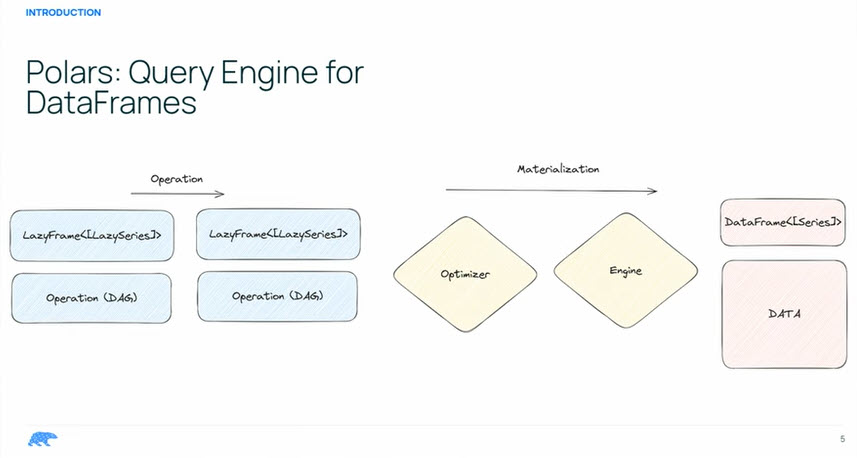 INTRODUCTION
Polars: Query Engine for
DataFrames
Operation
Materialization
LazyFrame<[LazySeries]>
LazyFrame<[LazySeries]>
DataFrame<[Series]>
Operation (DAG)
Operation (DAG)
Optimizer
Engine
DATA
5